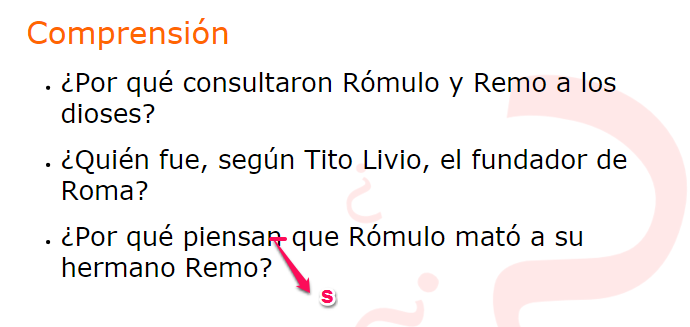 Comprensión
• ¿Por qué consultaron Rómulo y Remo a los
dioses?
• ¿Quién fue, según Tito Livio, el fundador de
Roma?
• ¿Por qué piensan que Rómulo mató a su
hermano Remo?
s
¿
¿
?